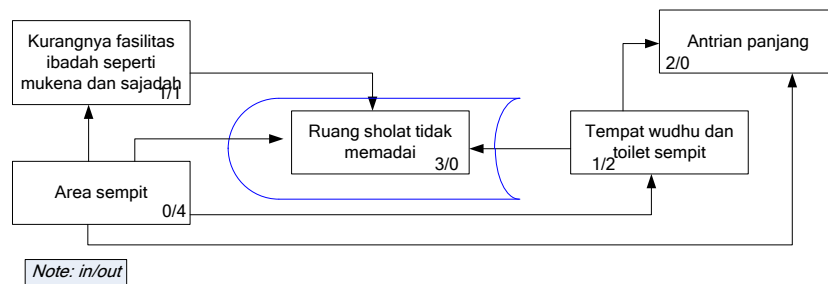 Kurangnya fasilitas
ibadah seperti
mukena dan sajadah
1/1
Antrian panjang
2/0
Ruang sholat tidak
memadai
3/0
Tempat wudhu dan
toilet sempit
1/2
Area sempit
0/4
Note: in/out